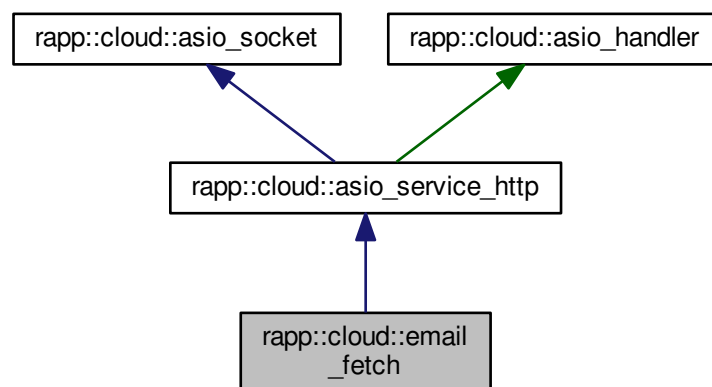 rapp::cloud::asio_socket
rapp::cloud::asio_handler
rapp::cloud::asio_service_http
rapp::cloud::email
_fetch